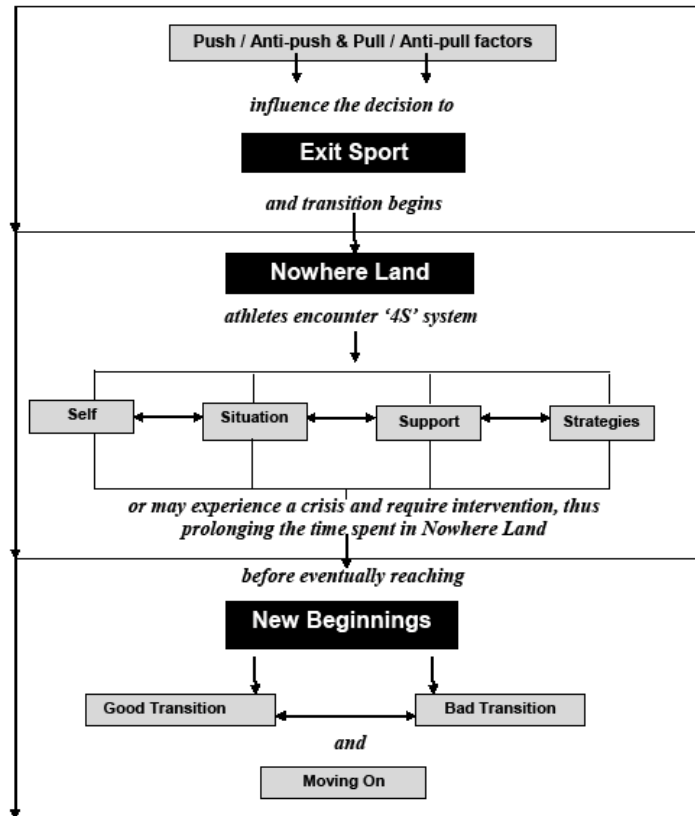 Push / Anti-push & Pull / Anti-pull factors
influence the decision to
Exit Sport
and transition begins
Nowhere Land
athletes encounter ‘4S’ system
Self
Situation
Support
Strategies
or may experience a crisis and require intervention, thus
prolonging the time spent in Nowhere Land
before eventually reaching
New Beginnings
Good Transition
Bad Transition
and
Moving On